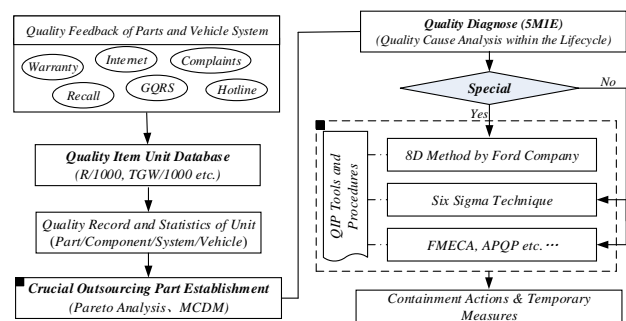 Quality Feedback of Parts and Vehicle System
Warranty
Internet
Complaints
Recall
GQRS
Hotline
Quality Item Unit Database
(R/1000, TGW/1000 etc.)
Quality Record and Statistics of Unit
(Part/Component/System/Vehicle)
Crucial Outsourcing Part Establishment
(Pareto Analysis、MCDM)
Quality Diagnose (5M1E)
(Quality Cause Analysis within the Lifecycle)
Special
No
Yes
QIP Tools and
Procedures
8D Method by Ford Company
Six Sigma Technique
FMECA, APQP etc.…
Containment Actions & Temporary
Measures